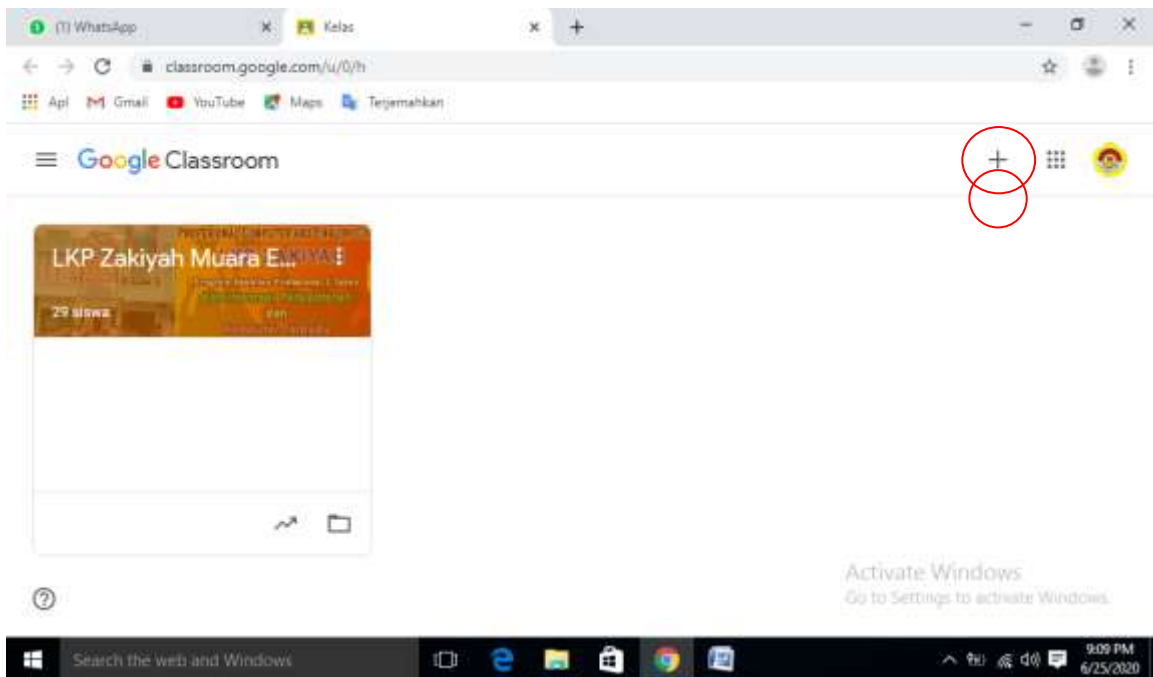 (1) WhatsApp
Kelas
classroom.google.com/u/0/h
Apl Gmail YouTube Maps Terjemahkan
Google Classroom
LKP Zakiyah Muara E...
29 siswa
dan
Activate Windows
Go to Settings to activate Windows.
Search the web and Windows
9:09 PM
6/25/2020